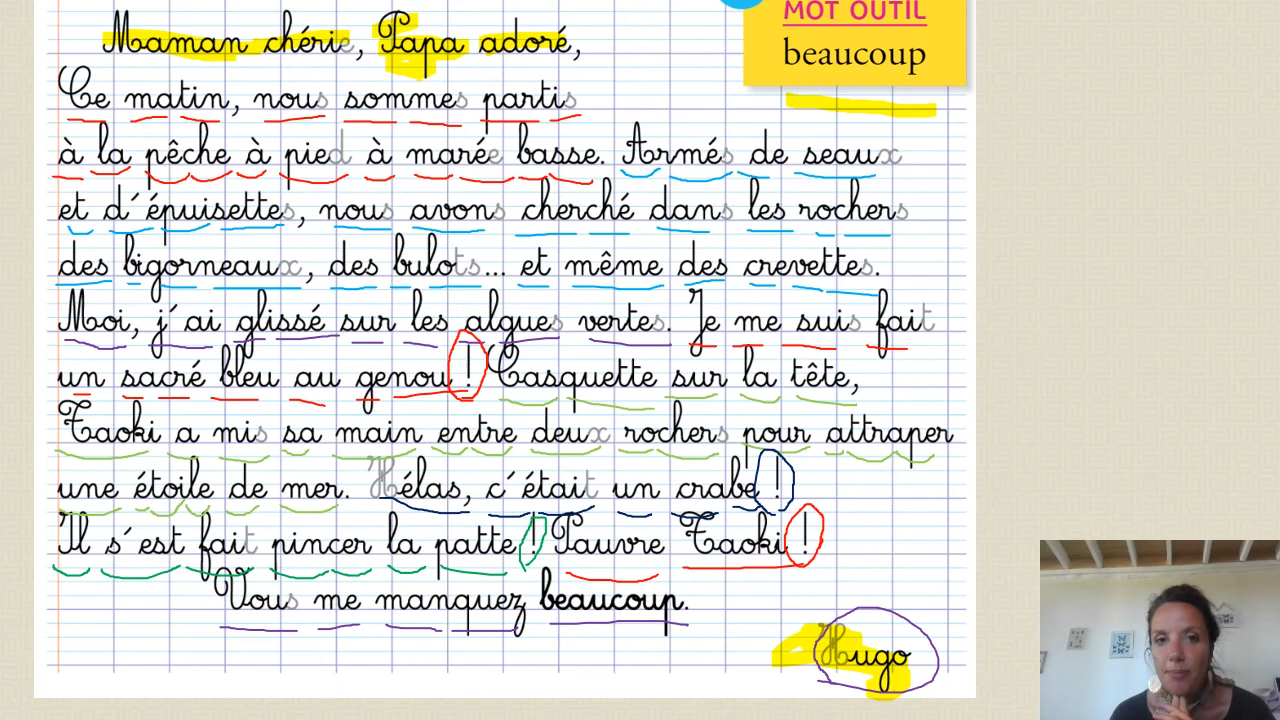 MOT OUTIL
beaucoup
Maman chérie, Papa adoré,
Ce matin, nous sommes partis
à la pêche à pied à marée basse. Armés de seaux
et d'épuisettes, nous avons cherché dans les rochers
des bigorneaux, des bulots... et même des crevettes.
Moi, j'ai glissé sur les algues vertes. Je me suis fait
un sacré bleu au genou ! Casquette sur la tête,
Taoki a mis sa main entre deux rochers pour attraper
une étoile de mer. Hélas, c'était un crabe !
Il s'est fait pincer la patte ! Pauvre Taoki !
Vous me manquez beaucoup.
Hugo